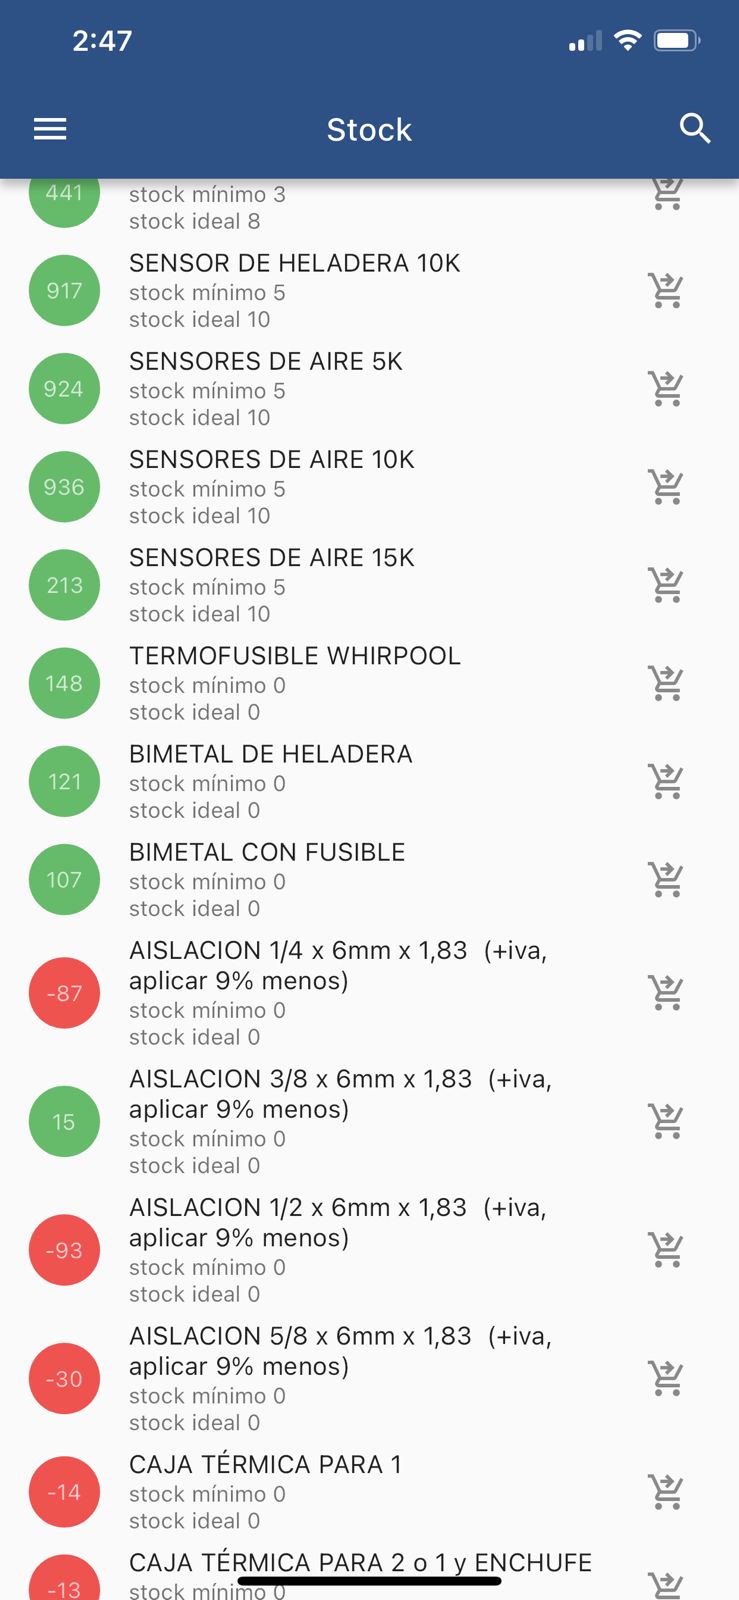 2:47
Stock
441
stock mínimo 3
stock ideal 8
917
SENSOR DE HELADERA 10K
stock mínimo 5
stock ideal 10
924
SENSORES DE AIRE 5K
stock mínimo 5
stock ideal 10
936
SENSORES DE AIRE 10K
stock mínimo 5
stock ideal 10
213
SENSORES DE AIRE 15K
stock mínimo 5
stock ideal 10
148
TERMOFUSIBLE WHIRPOOL
stock mínimo 0
stock ideal 0
121
BIMETAL DE HELADERA
stock mínimo 0
stock ideal 0
107
BIMETAL CON FUSIBLE
stock mínimo 0
stock ideal 0
-87
AISLACION 1/4 x 6mm x 1,83  (+iva,
aplicar 9% menos)
stock mínimo 0
stock ideal 0
15
AISLACION 3/8 x 6mm x 1,83  (+iva,
aplicar 9% menos)
stock mínimo 0
stock ideal 0
-93
AISLACION 1/2 x 6mm x 1,83  (+iva,
aplicar 9% menos)
stock mínimo 0
stock ideal 0
-30
AISLACION 5/8 x 6mm x 1,83  (+iva,
aplicar 9% menos)
stock mínimo 0
stock ideal 0
-14
CAJA TÉRMICA PARA 1
stock mínimo 0
stock ideal 0
-13
CAJA TÉRMICA PARA 2 o 1 y ENCHUFE
stock mínimo 0